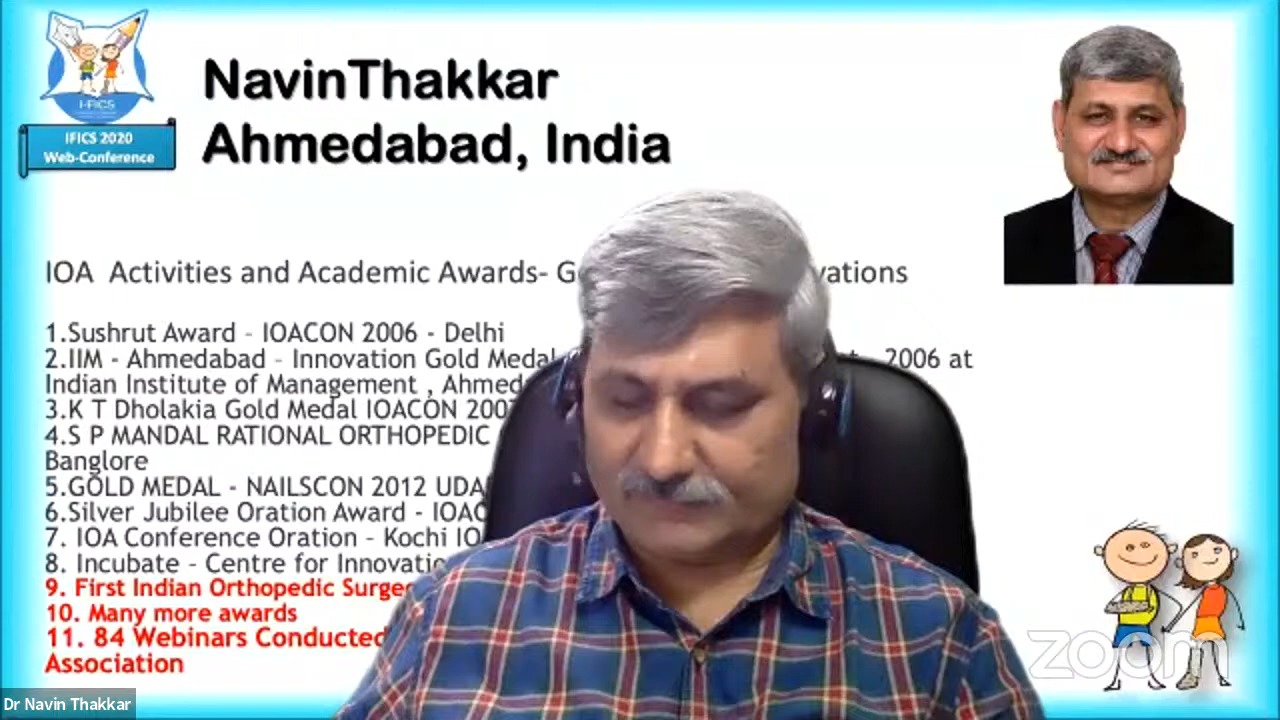 I-FICS
IFICS 2020
Web-Conference
NavinThakkar
Ahmedabad, India
IOA Activities and Academic Awards- G
vations
1.Sushrut Award - IOACON 2006 - Delhi
2.IIM - Ahmedabad - Innovation Gold Medal
2006 at
Indian Institute of Management , Ahmed
3.K T Dholakia Gold Medal IOACON 2007
4.S P MANDAL RATIONAL ORTHOPEDIC
Banglore
5.GOLD MEDAL - NAILSCON 2012 UDA
6.Silver Jubilee Oration Award - IOAC
7. IOA Conference Oration – Kochi IO
8. Incubate – Centre for Innovatio
9. First Indian Orthopedic Surge
10. Many more awards
11. 84 Webinars Conducted
Association
zoom
Dr Navin Thakkar